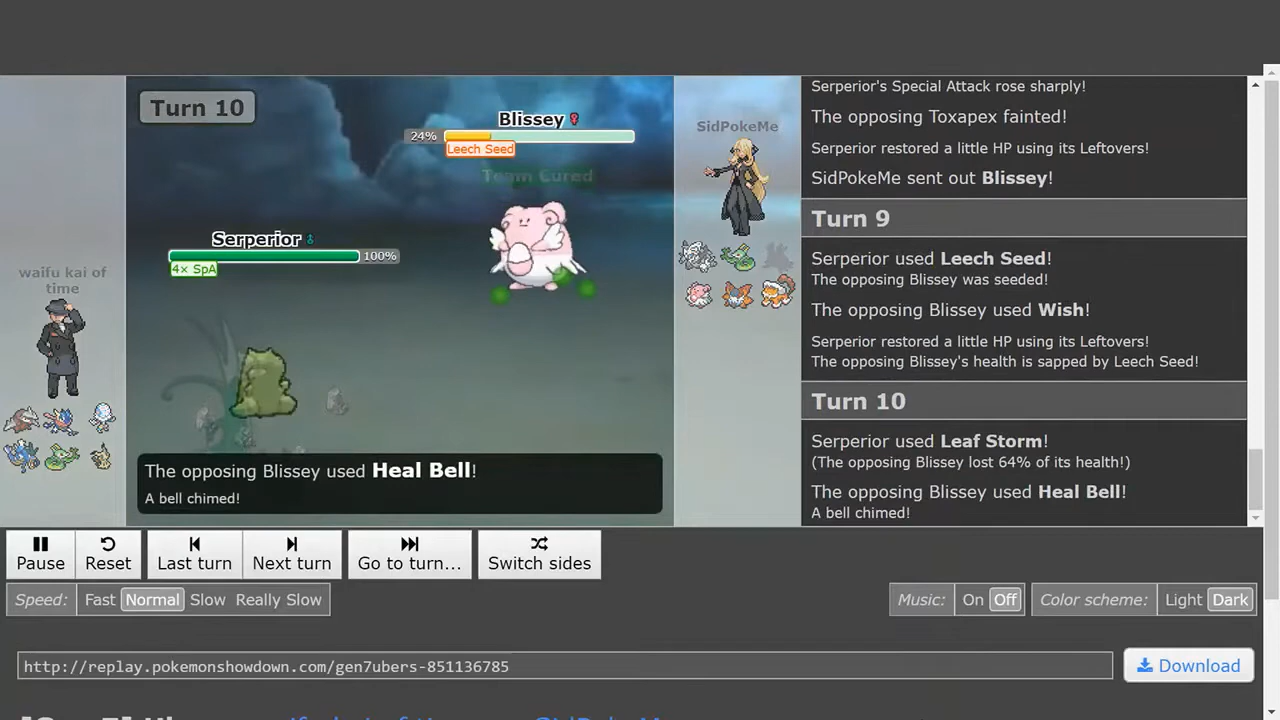 Turn 10
Blissey
24%
Leech Seed
Team Cured
Serperior
100%
4x SpA
waifu kai of
time
SidPokeMe
The opposing Blissey used Heal Bell!
A bell chimed!
Serperior's Special Attack rose sharply!
The opposing Toxapex fainted!
Serperior restored a little HP using its Leftovers!
SidPokeMe sent out Blissey!
Turn 9
Serperior used Leech Seed!
The opposing Blissey was seeded!
The opposing Blissey used Wish!
Serperior restored a little HP using its Leftovers!
The opposing Blissey's health is sapped by Leech Seed!
Turn 10
Serperior used Leaf Storm!
(The opposing Blissey lost 64% of its health!)
The opposing Blissey used Heal Bell!
A bell chimed!
Pause Reset Last turn Next turn Go to turn... Switch sides
Speed: Fast Normal Slow Really Slow Music: On Off Color scheme: Light Dark
http://replay.pokemonshowdown.com/gen7ubers-851136785
Download